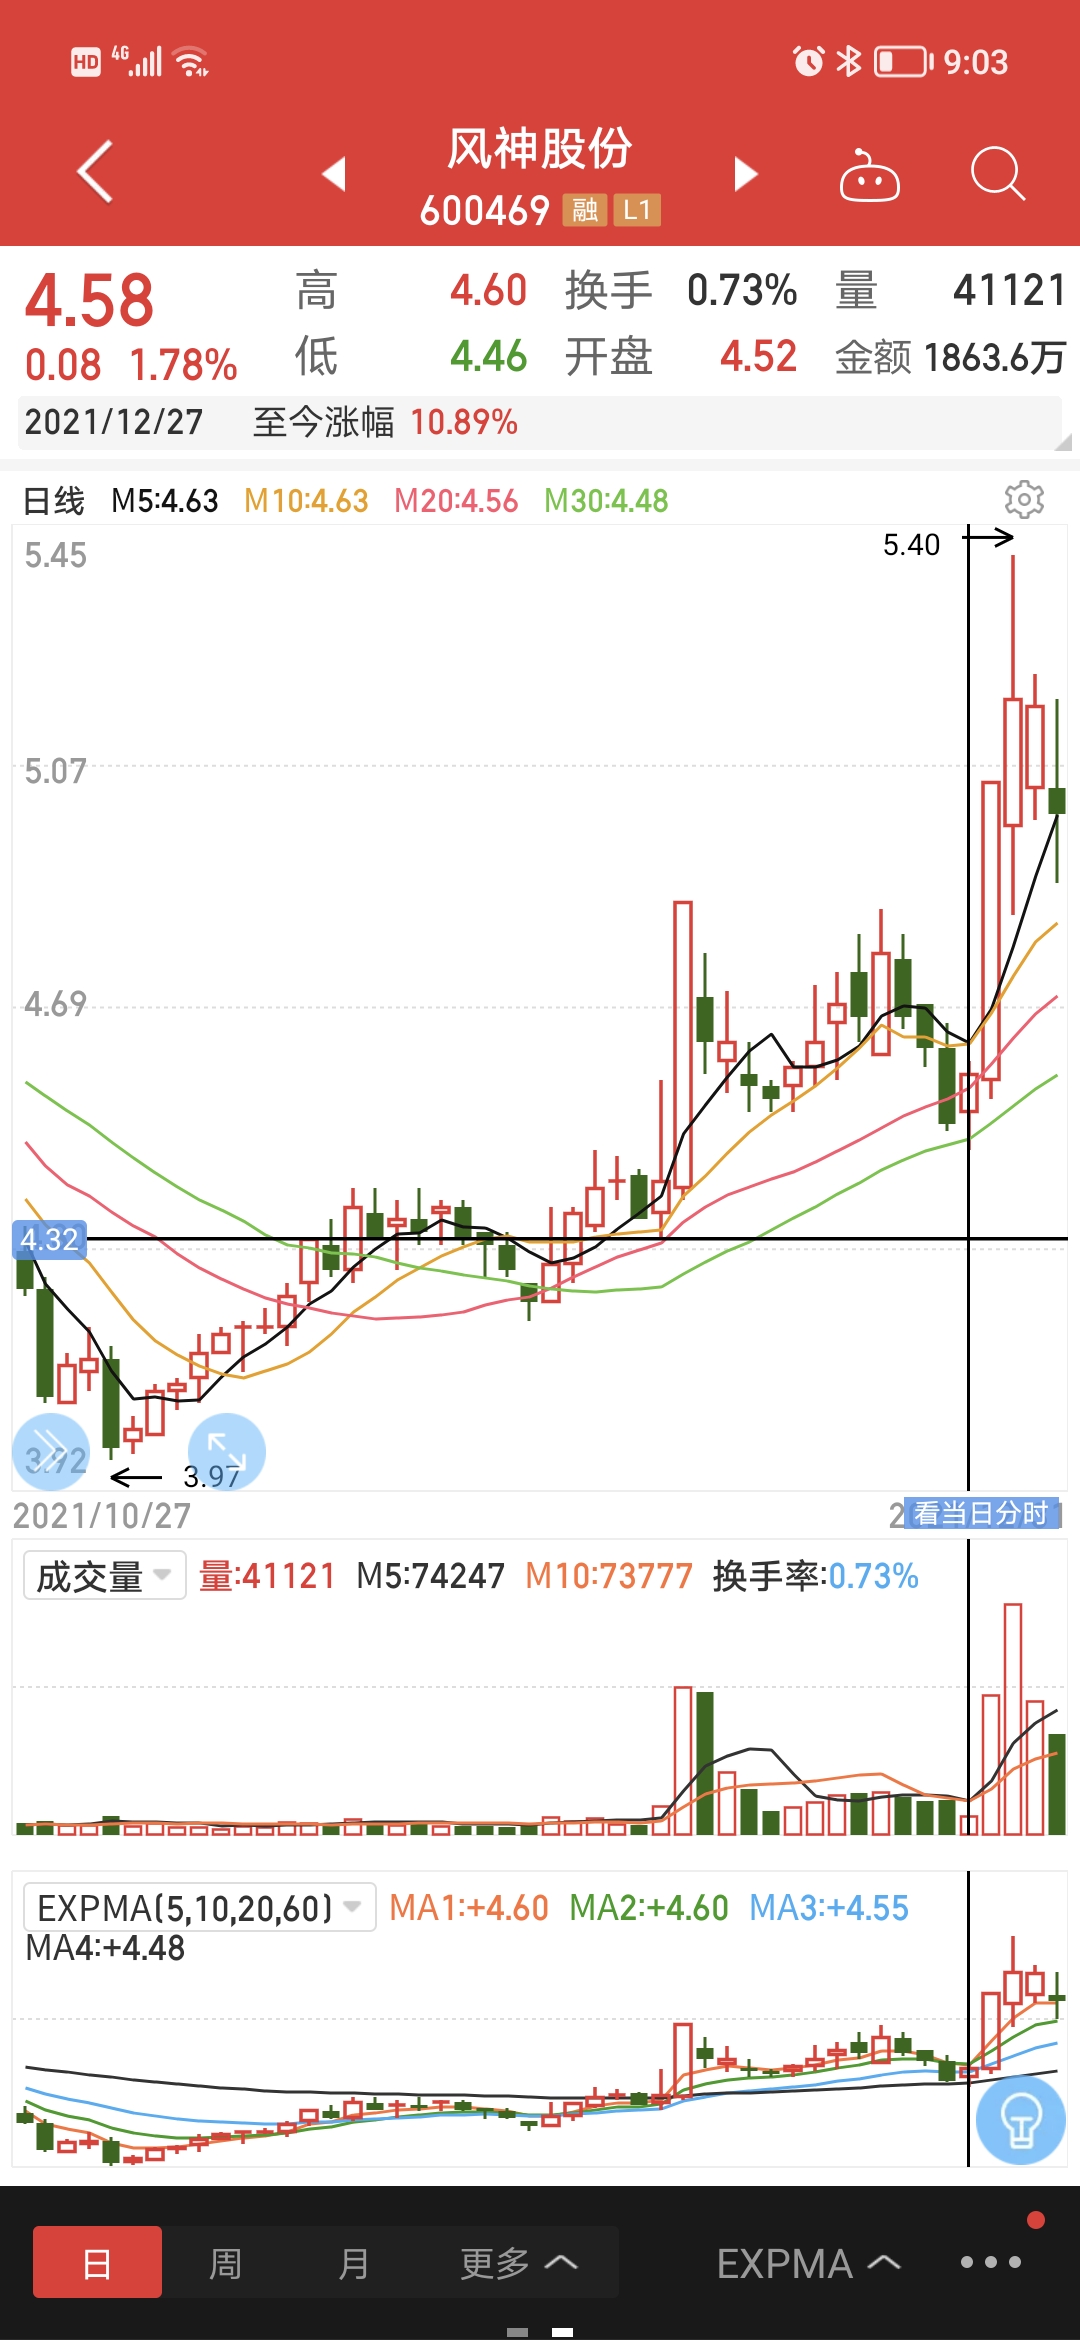 HD 4G 9:03
风神股份
600469 融 L1
4.58 高 4.60 换手 0.73% 量 41121
0.08 1.78% 低 4.46 开盘 4.52 金额 1863.6万
2021/12/27 至今涨幅 10.89%
日线 M5:4.63 M10:4.63 M20:4.56 M30:4.48
5.45
5.40
5.07
4.69
4.32
3.92
3.97
2021/10/27 看当日分时
成交量 量:41121 M5:74247 M10:73777 换手率:0.73%
EXPMA(5,10,20,60) MA1:+4.60 MA2:+4.60 MA3:+4.55
MA4:+4.48
日 周 月 更多 EXPMA